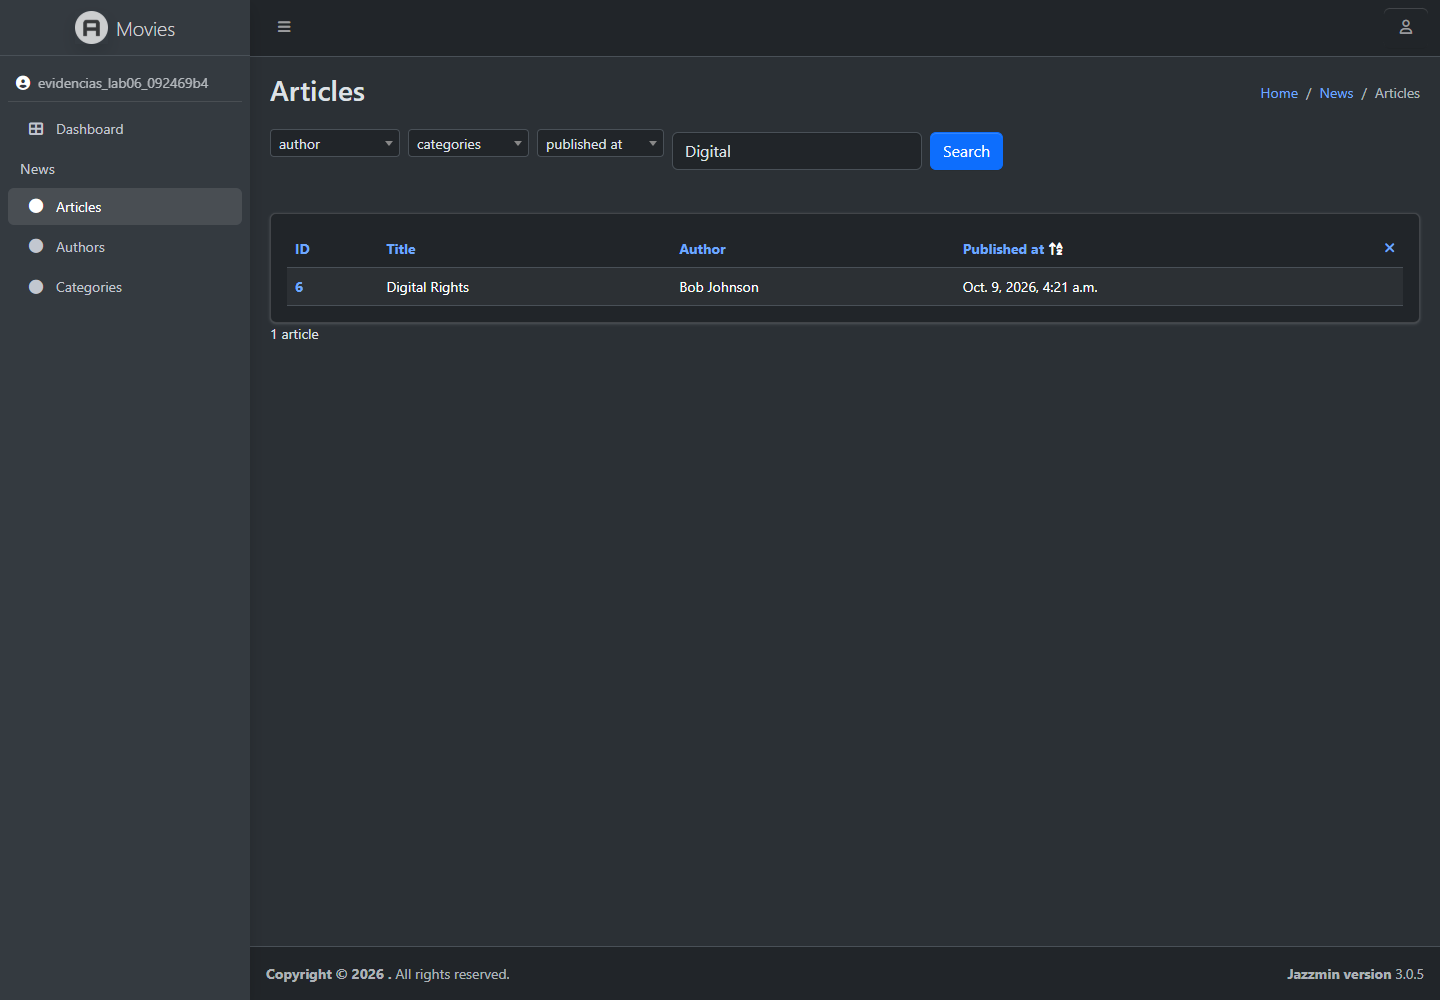 Movies
evidencias_lab06_092469b4
Dashboard
News
Articles
Authors
Categories
Articles
Home / News / Articles
author categories published at Digital Search
ID Title Author Published at
6 Digital Rights Bob Johnson Oct. 9, 2026, 4:21 a.m.
1 article
Copyright © 2026 . All rights reserved. Jazzmin version 3.0.5